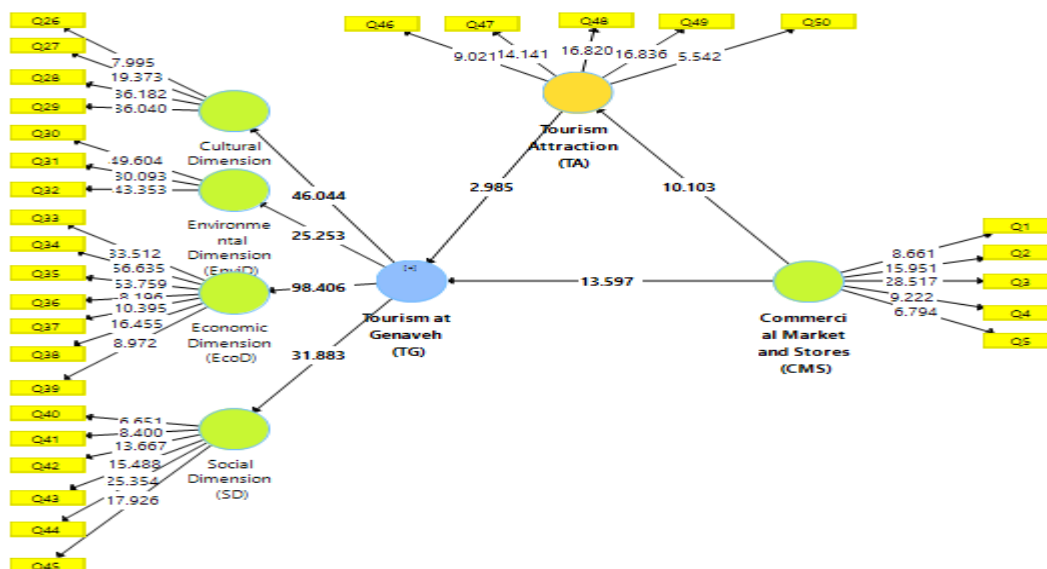 Q26
Q27
Q28
Q29
Q30
Q31
Q32
Q33
Q34
Q35
Q36
Q37
Q38
Q39
Q40
Q41
Q42
Q43
Q44
Q45
7.995
19.373
36.182
36.040
49.604
30.093
43.353
33.512
56.635
53.759
8.196
10.395
16.455
8.972
6.651
8.400
13.667
15.488
25.354
17.926
Cultural
Dimension
Environme
ntal
Dimension
(EnviD)
Economic
Dimension
(EcoD)
Social
Dimension
(SD)
46.044
25.253
98.406
31.883
[+]
Tourism at
Genaveh
(TG)
Q46
Q47
Q48
Q49
Q50
9.021
14.141
16.820
16.836
5.542
Tourism
Attraction
(TA)
2.985
10.103
13.597
Commerci
al Market
and Stores
(CMS)
8.661
15.951
28.517
9.222
6.794
Q1
Q2
Q3
Q4
Q5